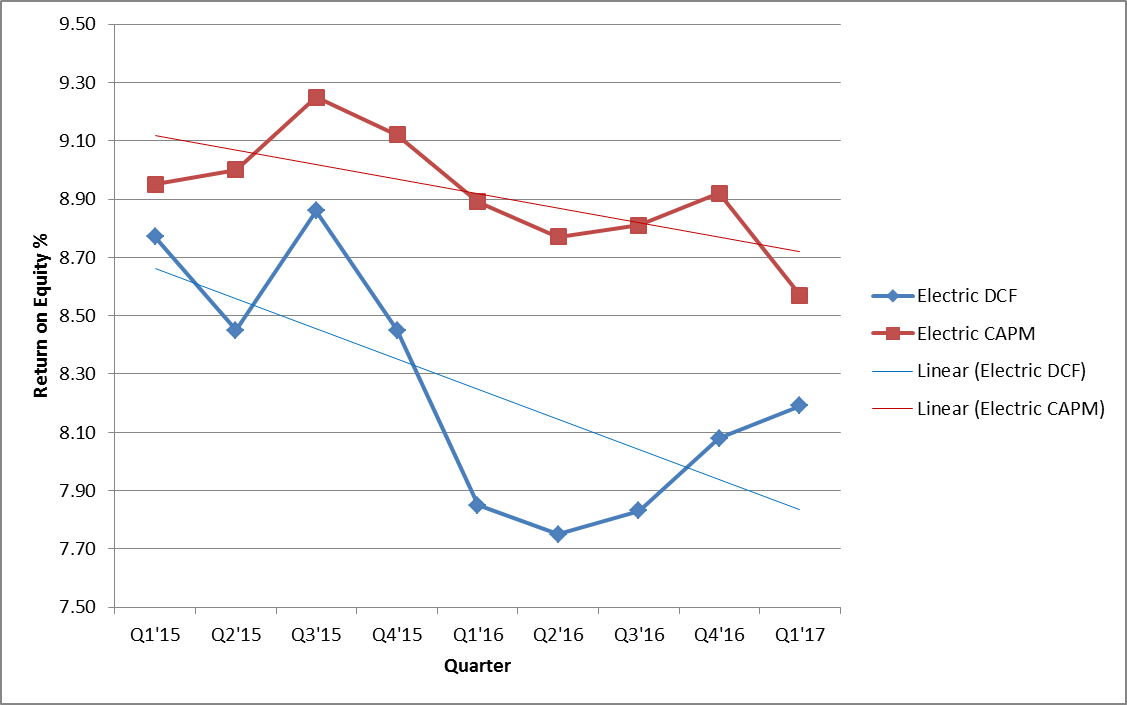 9.50
9.30
9.10
8.90
8.70
8.50
8.30
8.10
7.90
7.70
7.50
Return on Equity %
Q1'15 Q2'15 Q3'15 Q4'15 Q1'16 Q2'16 Q3'16 Q4'16 Q1'17
Quarter
Electric DCF
Electric CAPM
Linear (Electric DCF)
Linear (Electric CAPM)